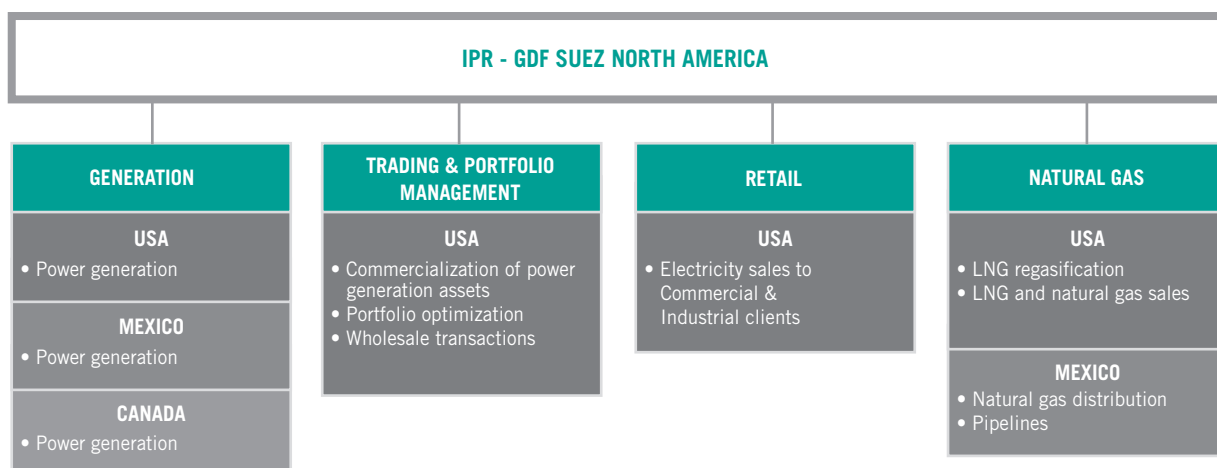 IPR - GDF SUEZ NORTH AMERICA
GENERATION
USA
• Power generation
MEXICO
• Power generation
CANADA
• Power generation
TRADING & PORTFOLIO
MANAGEMENT
USA
• Commercialization of power
generation assets
• Portfolio optimization
• Wholesale transactions
RETAIL
USA
• Electricity sales to
Commercial &
Industrial clients
NATURAL GAS
USA
• LNG regasification
• LNG and natural gas sales
MEXICO
• Natural gas distribution
• Pipelines